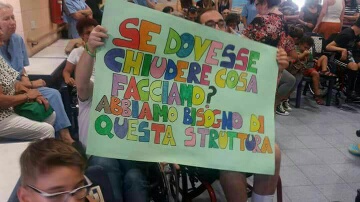 SE DOVESSE
CHIUDERE COSA
FACCIAMO?
ABBIAMO BISOGNO DI
QUESTA STRUTTURA